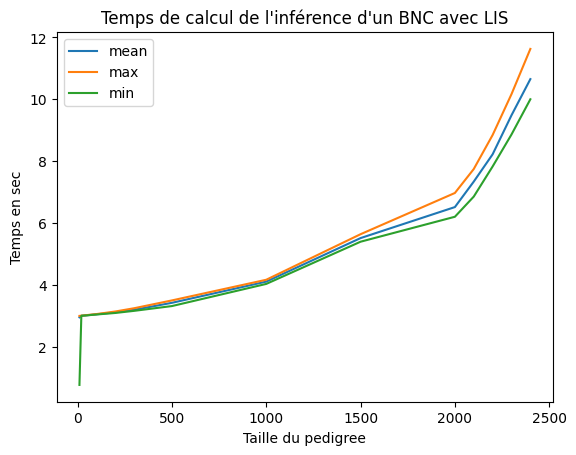 Temps de calcul de l'inférence d'un BNC avec LIS
mean
max
min
12
10
8
6
4
2
Temps en sec
0 500 1000 1500 2000 2500
Taille du pedigree